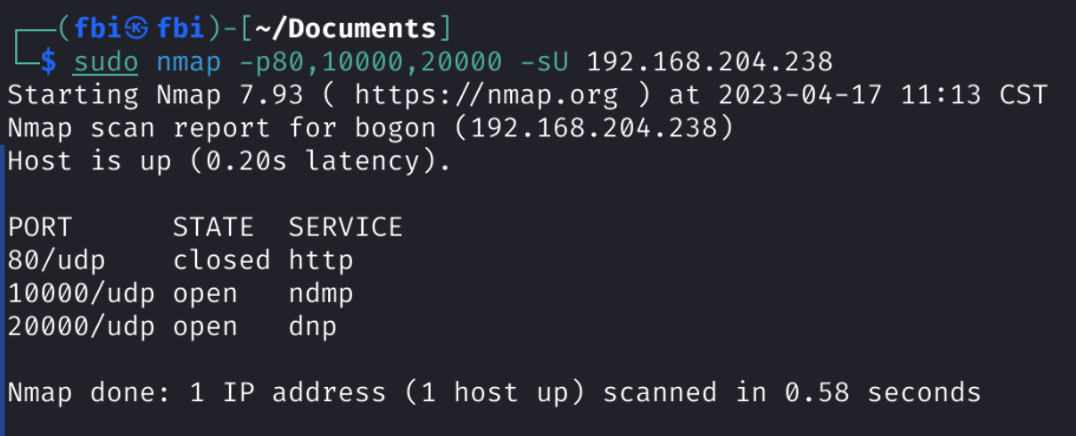 ┌──(fbi㉿fbi)-[~/Documents]
└─$ sudo nmap -p80,10000,20000 -sU 192.168.204.238
Starting Nmap 7.93 ( https://nmap.org ) at 2023-04-17 11:13 CST
Nmap scan report for bogon (192.168.204.238)
Host is up (0.20s latency).
PORT      STATE  SERVICE
80/udp    closed http
10000/udp open   ndmp
20000/udp open   dnp
Nmap done: 1 IP address (1 host up) scanned in 0.58 seconds